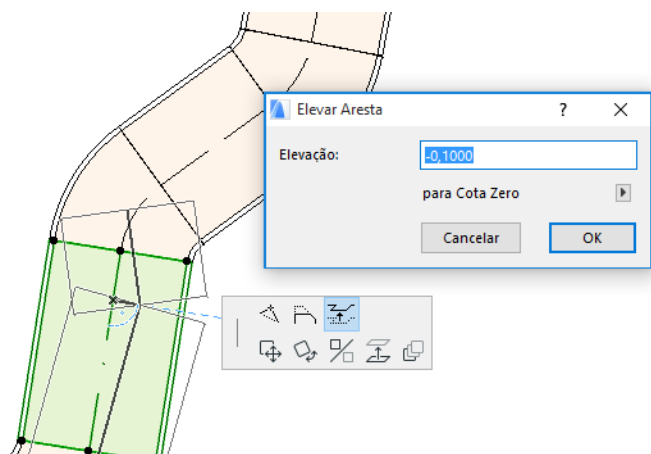 Elevar Aresta
Elevação:
-0,1000
para Cota Zero
Cancelar
OK